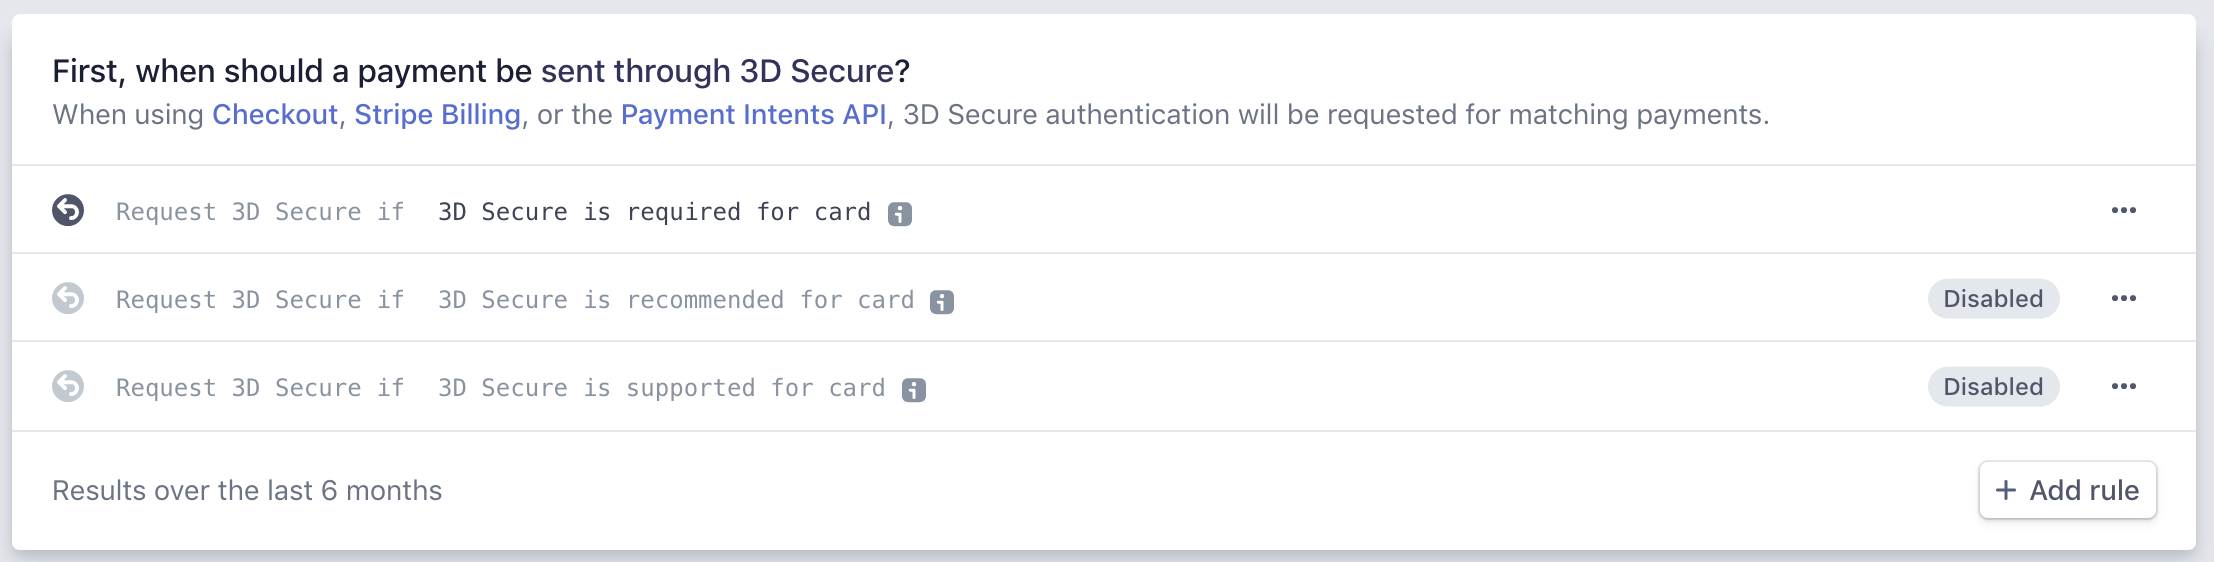 First, when should a payment be sent through 3D Secure?
When using Checkout, Stripe Billing, or the Payment Intents API, 3D Secure authentication will be requested for matching payments.
Request 3D Secure if 3D Secure is required for card i
Request 3D Secure if 3D Secure is recommended for card i Disabled
Request 3D Secure if 3D Secure is supported for card i Disabled
Results over the last 6 months + Add rule